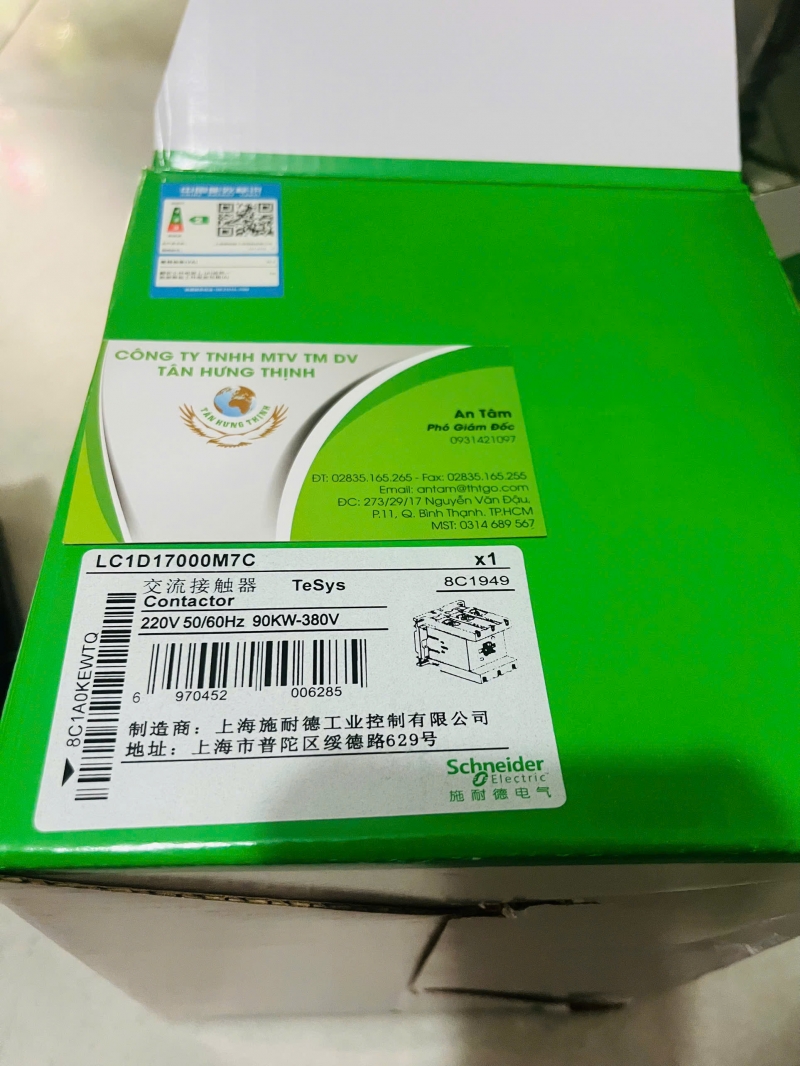 CÔNG TY TNHH MTV TM DV
TÂN HƯNG THỊNH
TÂN HƯNG THỊNH
An Tâm
Phó Giám Đốc
0931421097
ĐT: 02835.165.265 - Fax: 02835.165.255
Email: antam@thtgo.com
ĐC: 273/29/17 Nguyễn Văn Đậu,
P.11, Q. Bình Thạnh, TP.HCM
MST: 0314 689 567
LC1D17000M7C x1
交流接触器 TeSys 8C1949
Contactor
220V 50/60Hz 90KW-380V
6 970452 006285
8C1A0KEWTQ
制造商：上海施耐德工业控制有限公司
地址：上海市普陀区绥德路629号
Schneider
Electric
施耐德电气